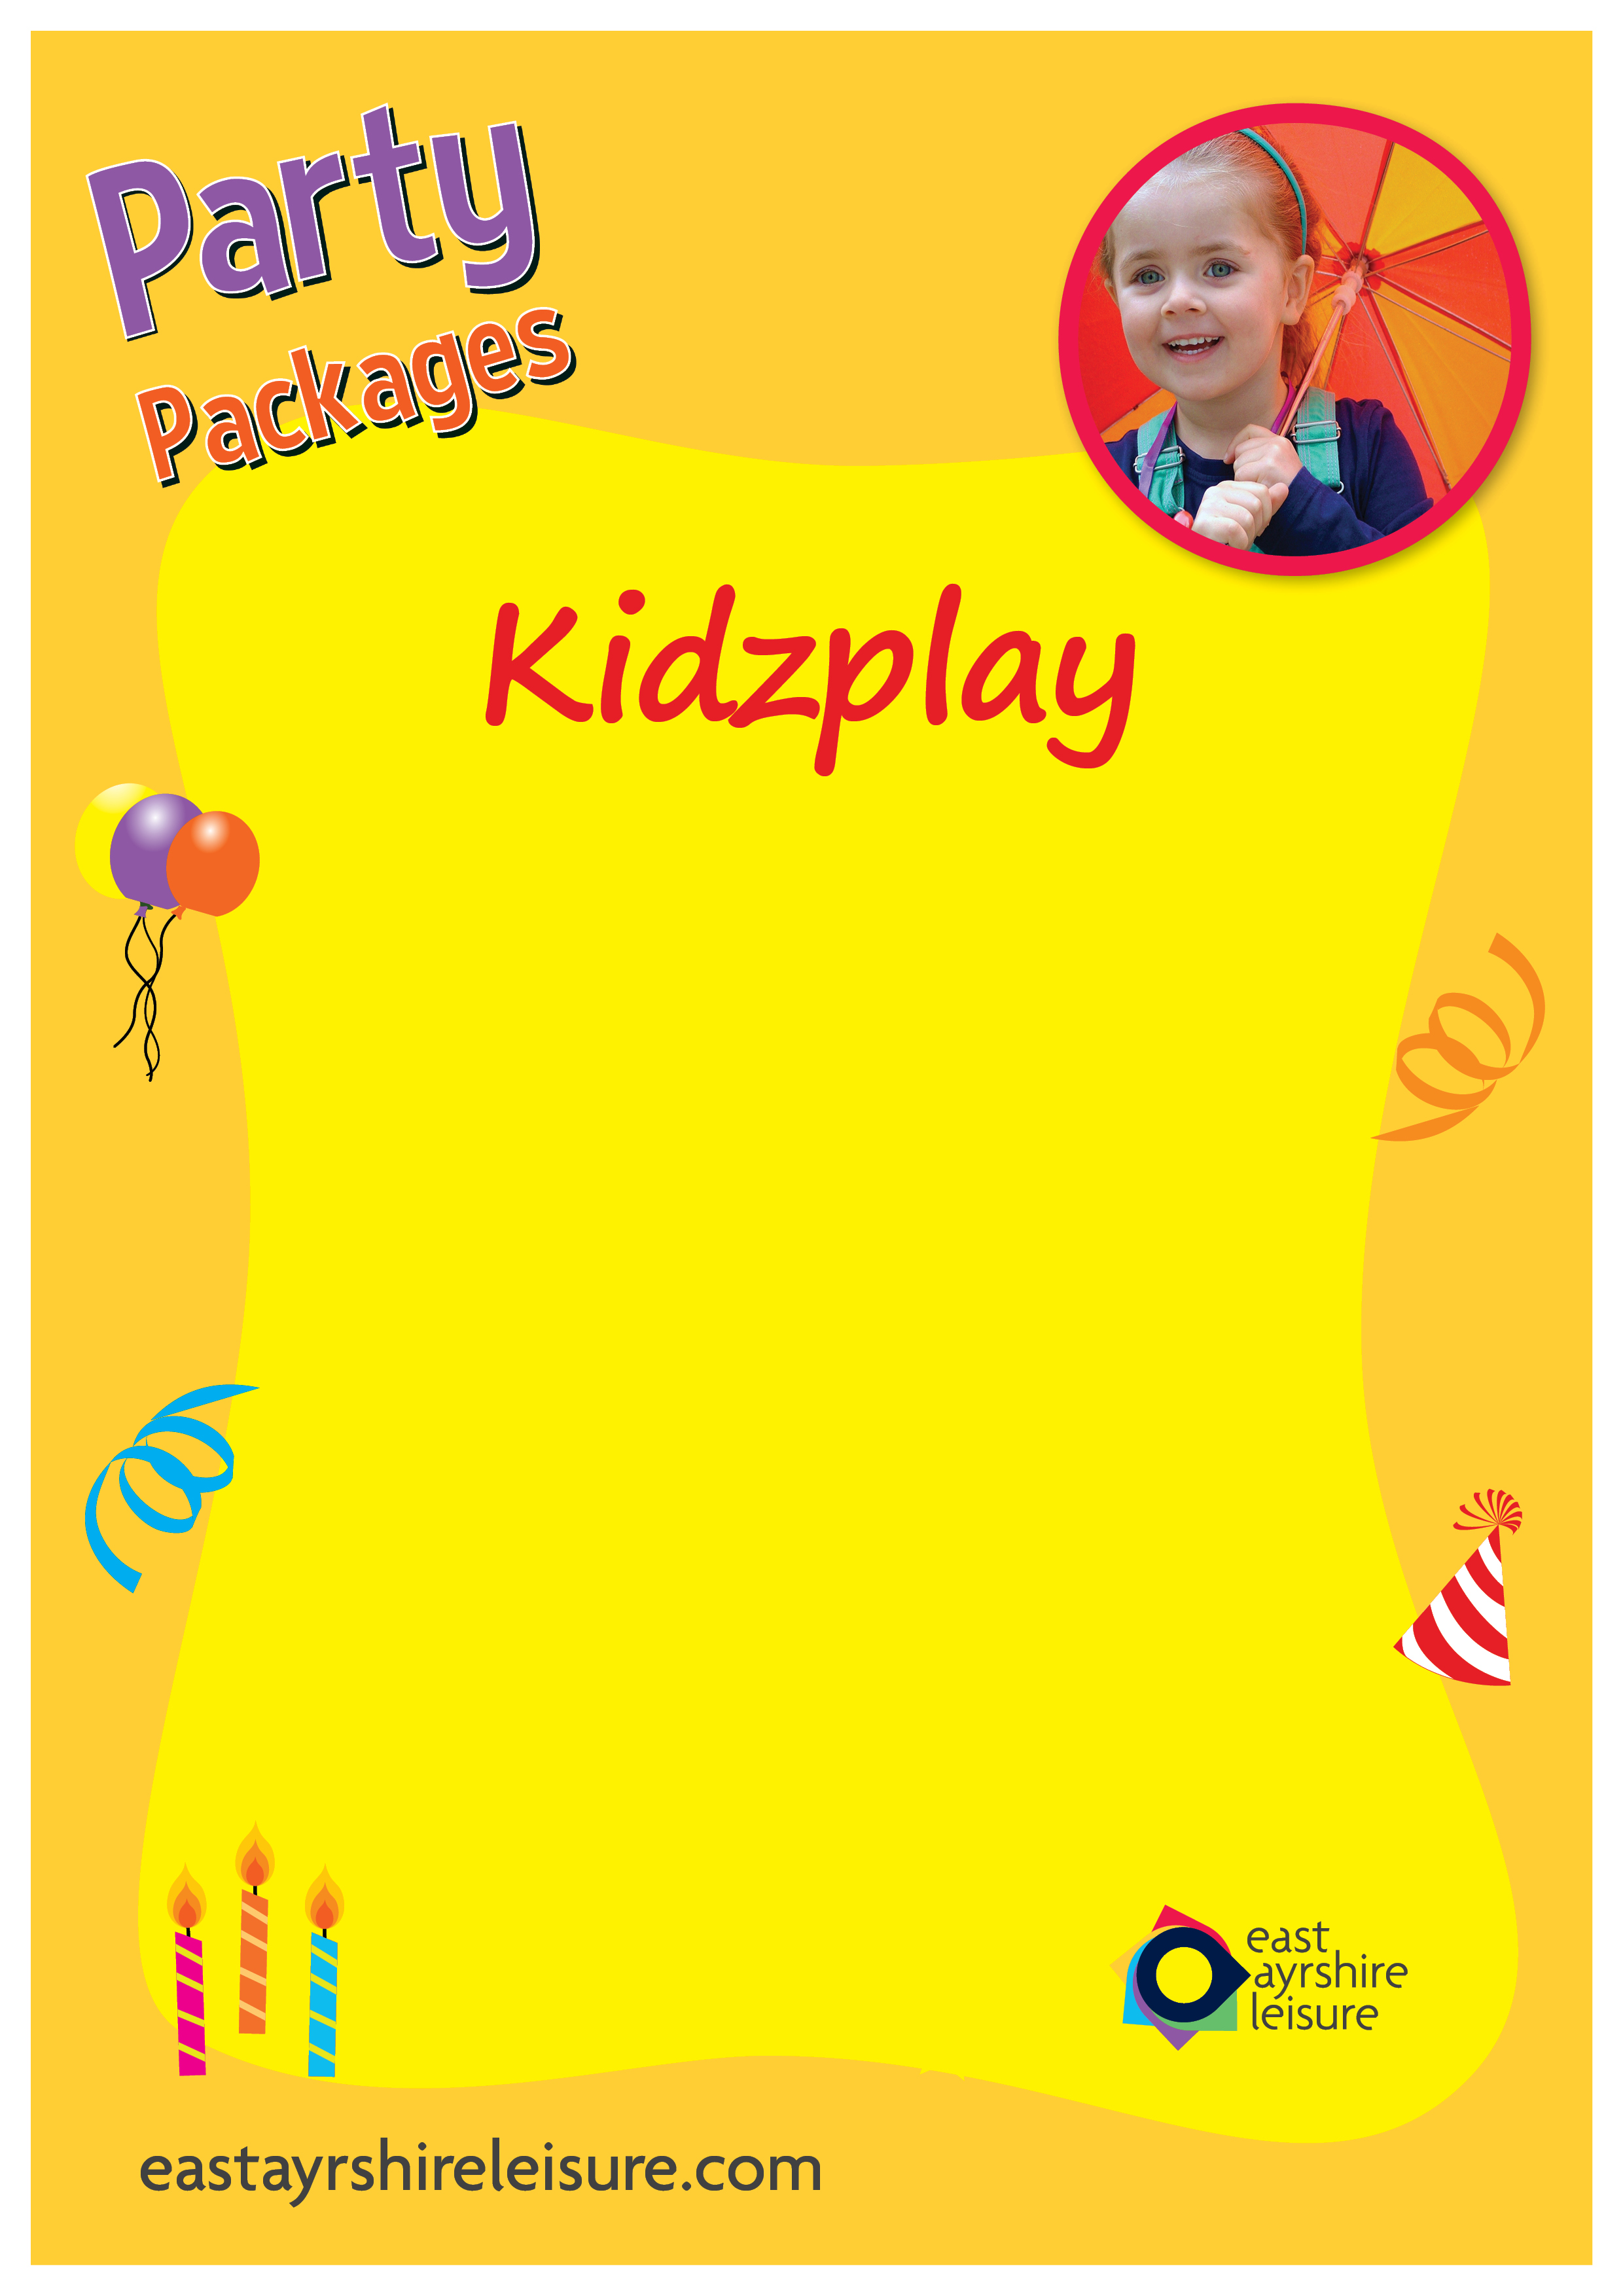 Party
Packages
Kidzplay
east
ayrshire
leisure
eastayrshireleisure.com